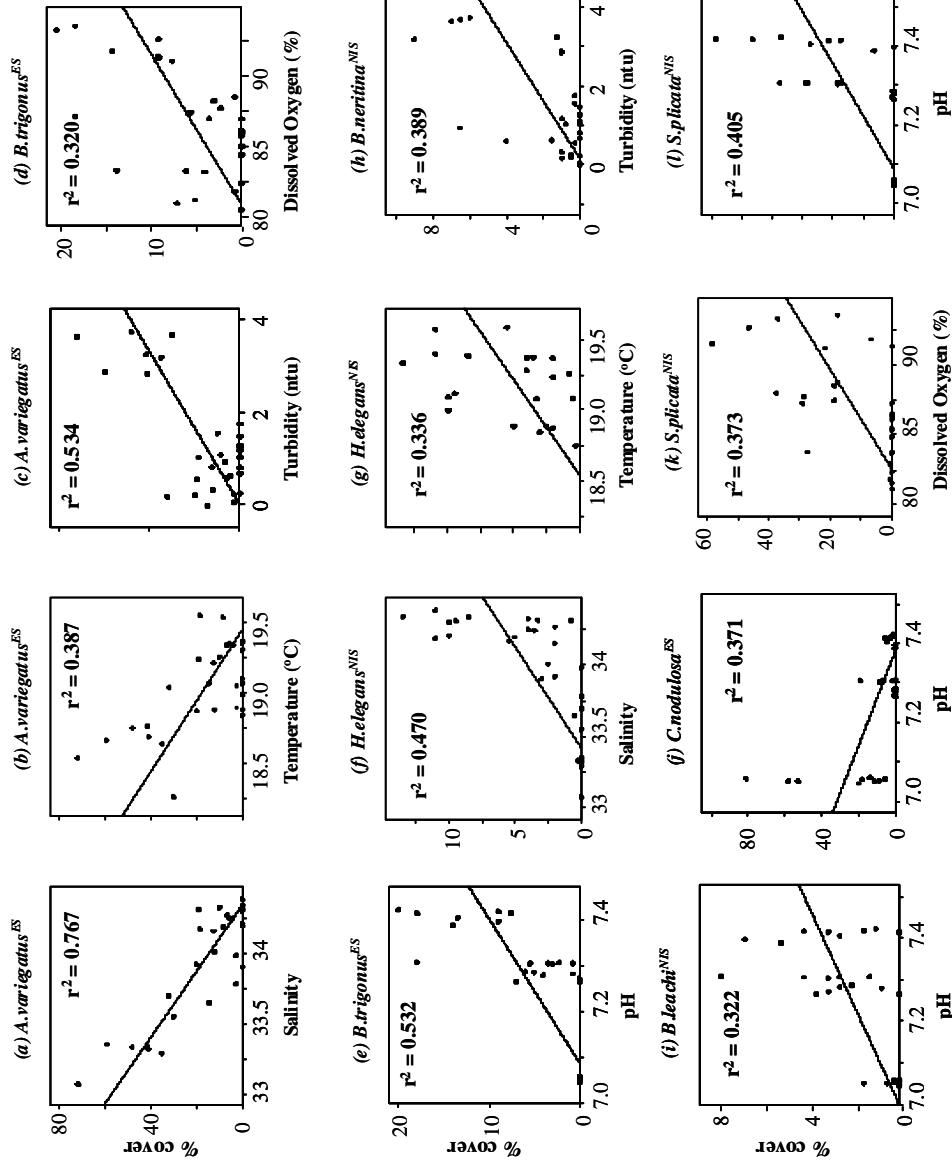 (a) A.variegatus^ES
r² = 0.767
80
40
0
% cover
33 33.5 34
Salinity
(b) A.variegatus^ES
r² = 0.387
18.5 19.0 19.5
Temperature (°C)
(c) A.variegatus^ES
r² = 0.534
0 2 4
Turbidity (ntu)
(d) B.trigonus^ES
r² = 0.320
20
10
0
80 85 90
Dissolved Oxygen (%)
(e) B.trigonus^ES
r² = 0.532
20
10
0
% cover
7.0 7.2 7.4
pH
(f) H.elegans^NIS
r² = 0.470
10
5
0
33 33.5 34
Salinity
(g) H.elegans^NIS
r² = 0.336
18.5 19.0 19.5
Temperature (°C)
(h) B.neritina^NIS
r² = 0.389
8
4
0
0 2 4
Turbidity (ntu)
(i) B.leachi^NIS
r² = 0.322
8
4
0
% cover
7.0 7.2 7.4
pH
(j) C.nodulosa^ES
r² = 0.371
80
40
0
7.0 7.2 7.4
pH
(k) S.plicata^NIS
r² = 0.373
60
40
20
0
80 85 90
Dissolved Oxygen (%)
(l) S.plicata^NIS
r² = 0.405
7.0 7.2 7.4
pH